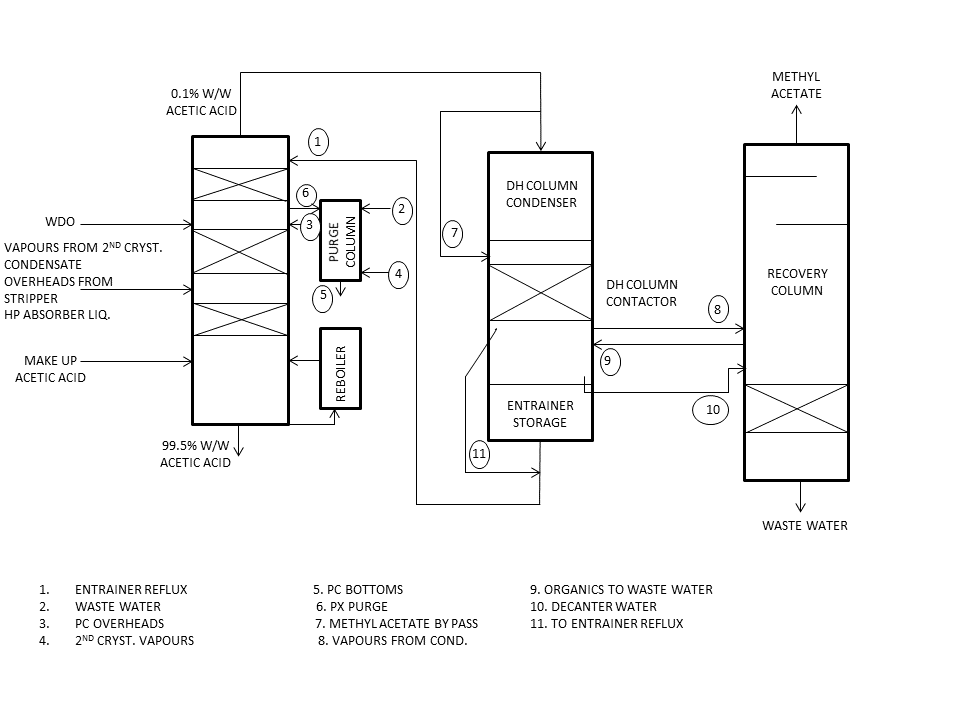 METHYL
ACETATE
0.1% W/W
ACETIC ACID
1
6
2
3
WDO
PURGE
COLUMN
DH COLUMN
CONDENSER
7
VAPOURS FROM 2ND CRYST.
CONDENSATE
OVERHEADS FROM
STRIPPER
HP ABSORBER LIQ.
4
5
RECOVERY
COLUMN
DH COLUMN
CONTACTOR
8
9
MAKE UP
ACETIC ACID
REBOILER
10
ENTRAINER
STORAGE
11
99.5% W/W
ACETIC ACID
WASTE WATER
1. ENTRAINER REFLUX
2. WASTE WATER
3. PC OVERHEADS
4. 2ND CRYST. VAPOURS
5. PC BOTTOMS
6. PX PURGE
7. METHYL ACETATE BY PASS
8. VAPOURS FROM COND.
9. ORGANICS TO WASTE WATER
10. DECANTER WATER
11. TO ENTRAINER REFLUX